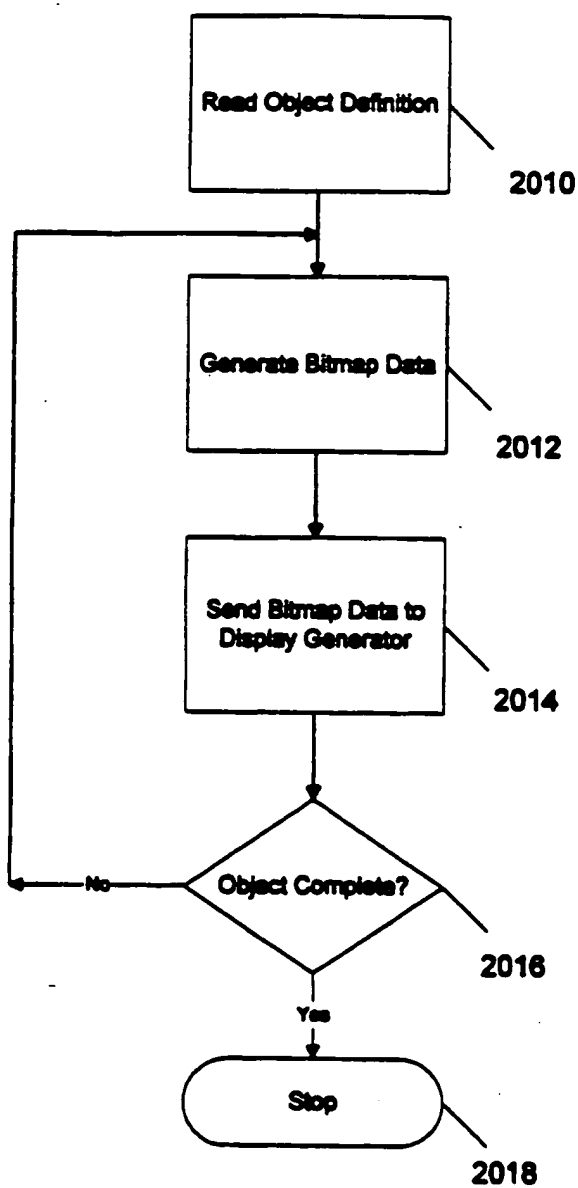 Read Object Definition
2010
Generate Bitmap Data
2012
Send Bitmap Data to
Display Generator
2014
Object Complete?
No
2016
Yes
Stop
2018